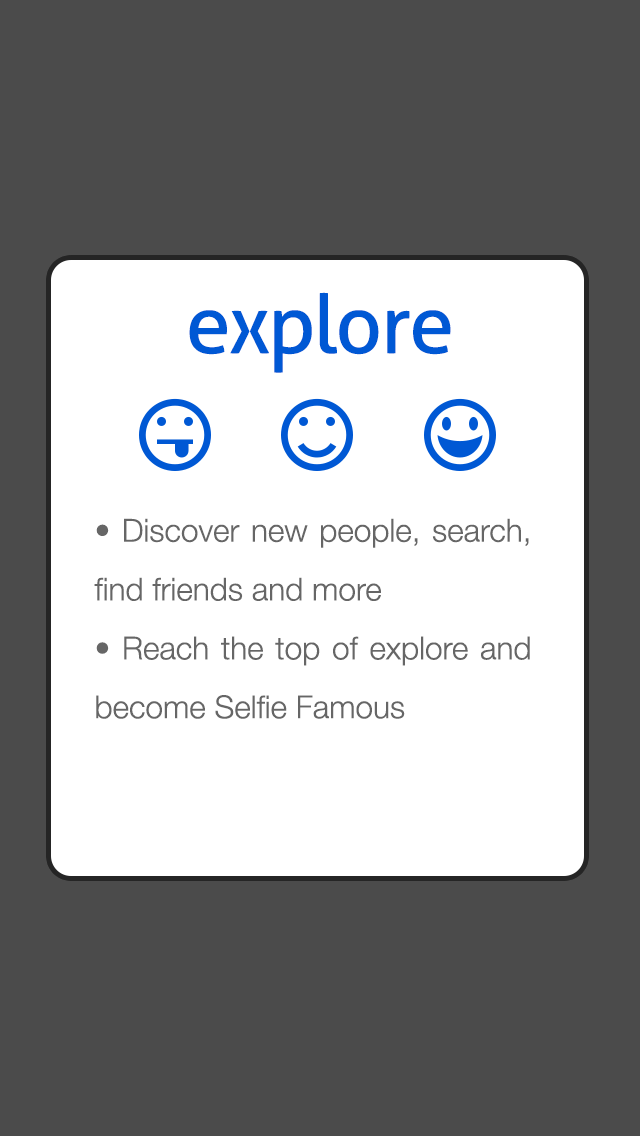 explore
• Discover new people, search,
find friends and more
• Reach the top of explore and
become Selfie Famous